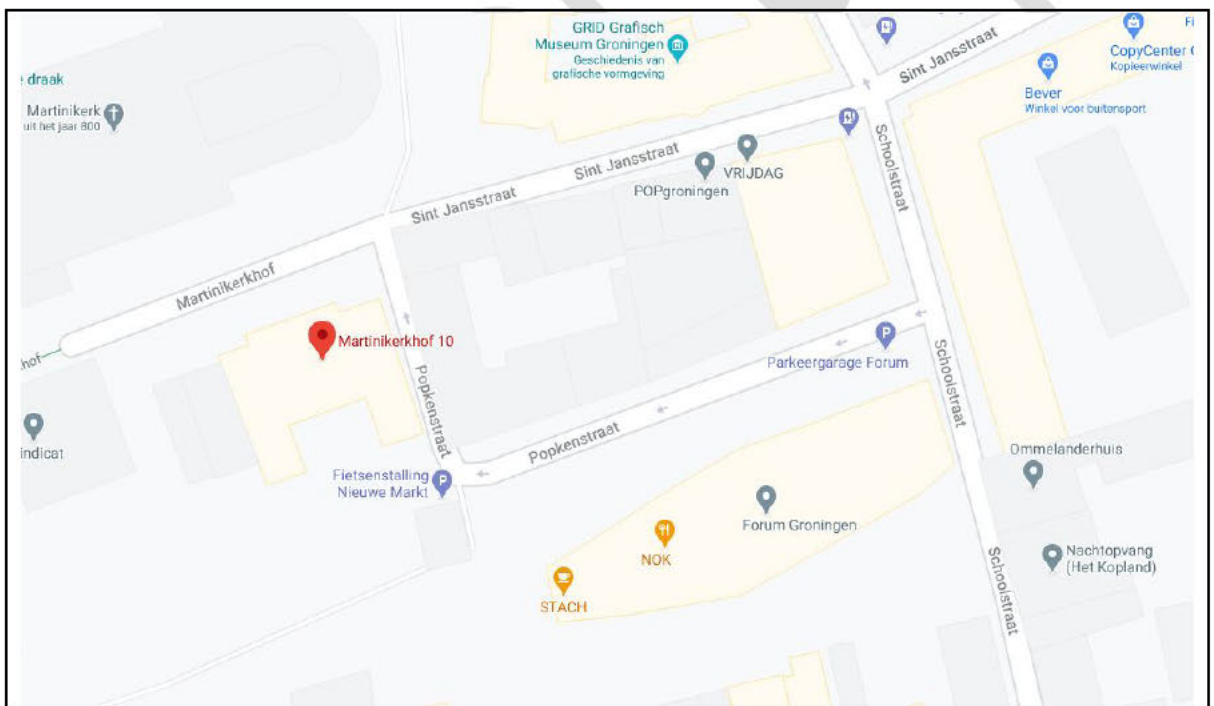 GRID Grafisch
Museum Groningen
Geschiedenis van
grafische vormgeving
Fi
CopyCenter
Kopieerwinkel
Sint Jansstraat
Bever
Winkel voor buitensport
e draak
Martinikerk
uit het jaar 800
Schoolstraat
VRIJDAG
Sint Jansstraat
POPgroningen
Sint Jansstraat
Martinikerkhof
Martinikerkhof 10
hof
P
Parkeergarage Forum
Schoolstraat
Popkenstraat
Popkenstraat
indicat
Ommelanderhuis
Fietsenstalling
Nieuwe Markt
P
Forum Groningen
NOK
Nachtopvang
(Het Kopland)
STACH
Schoolstraat